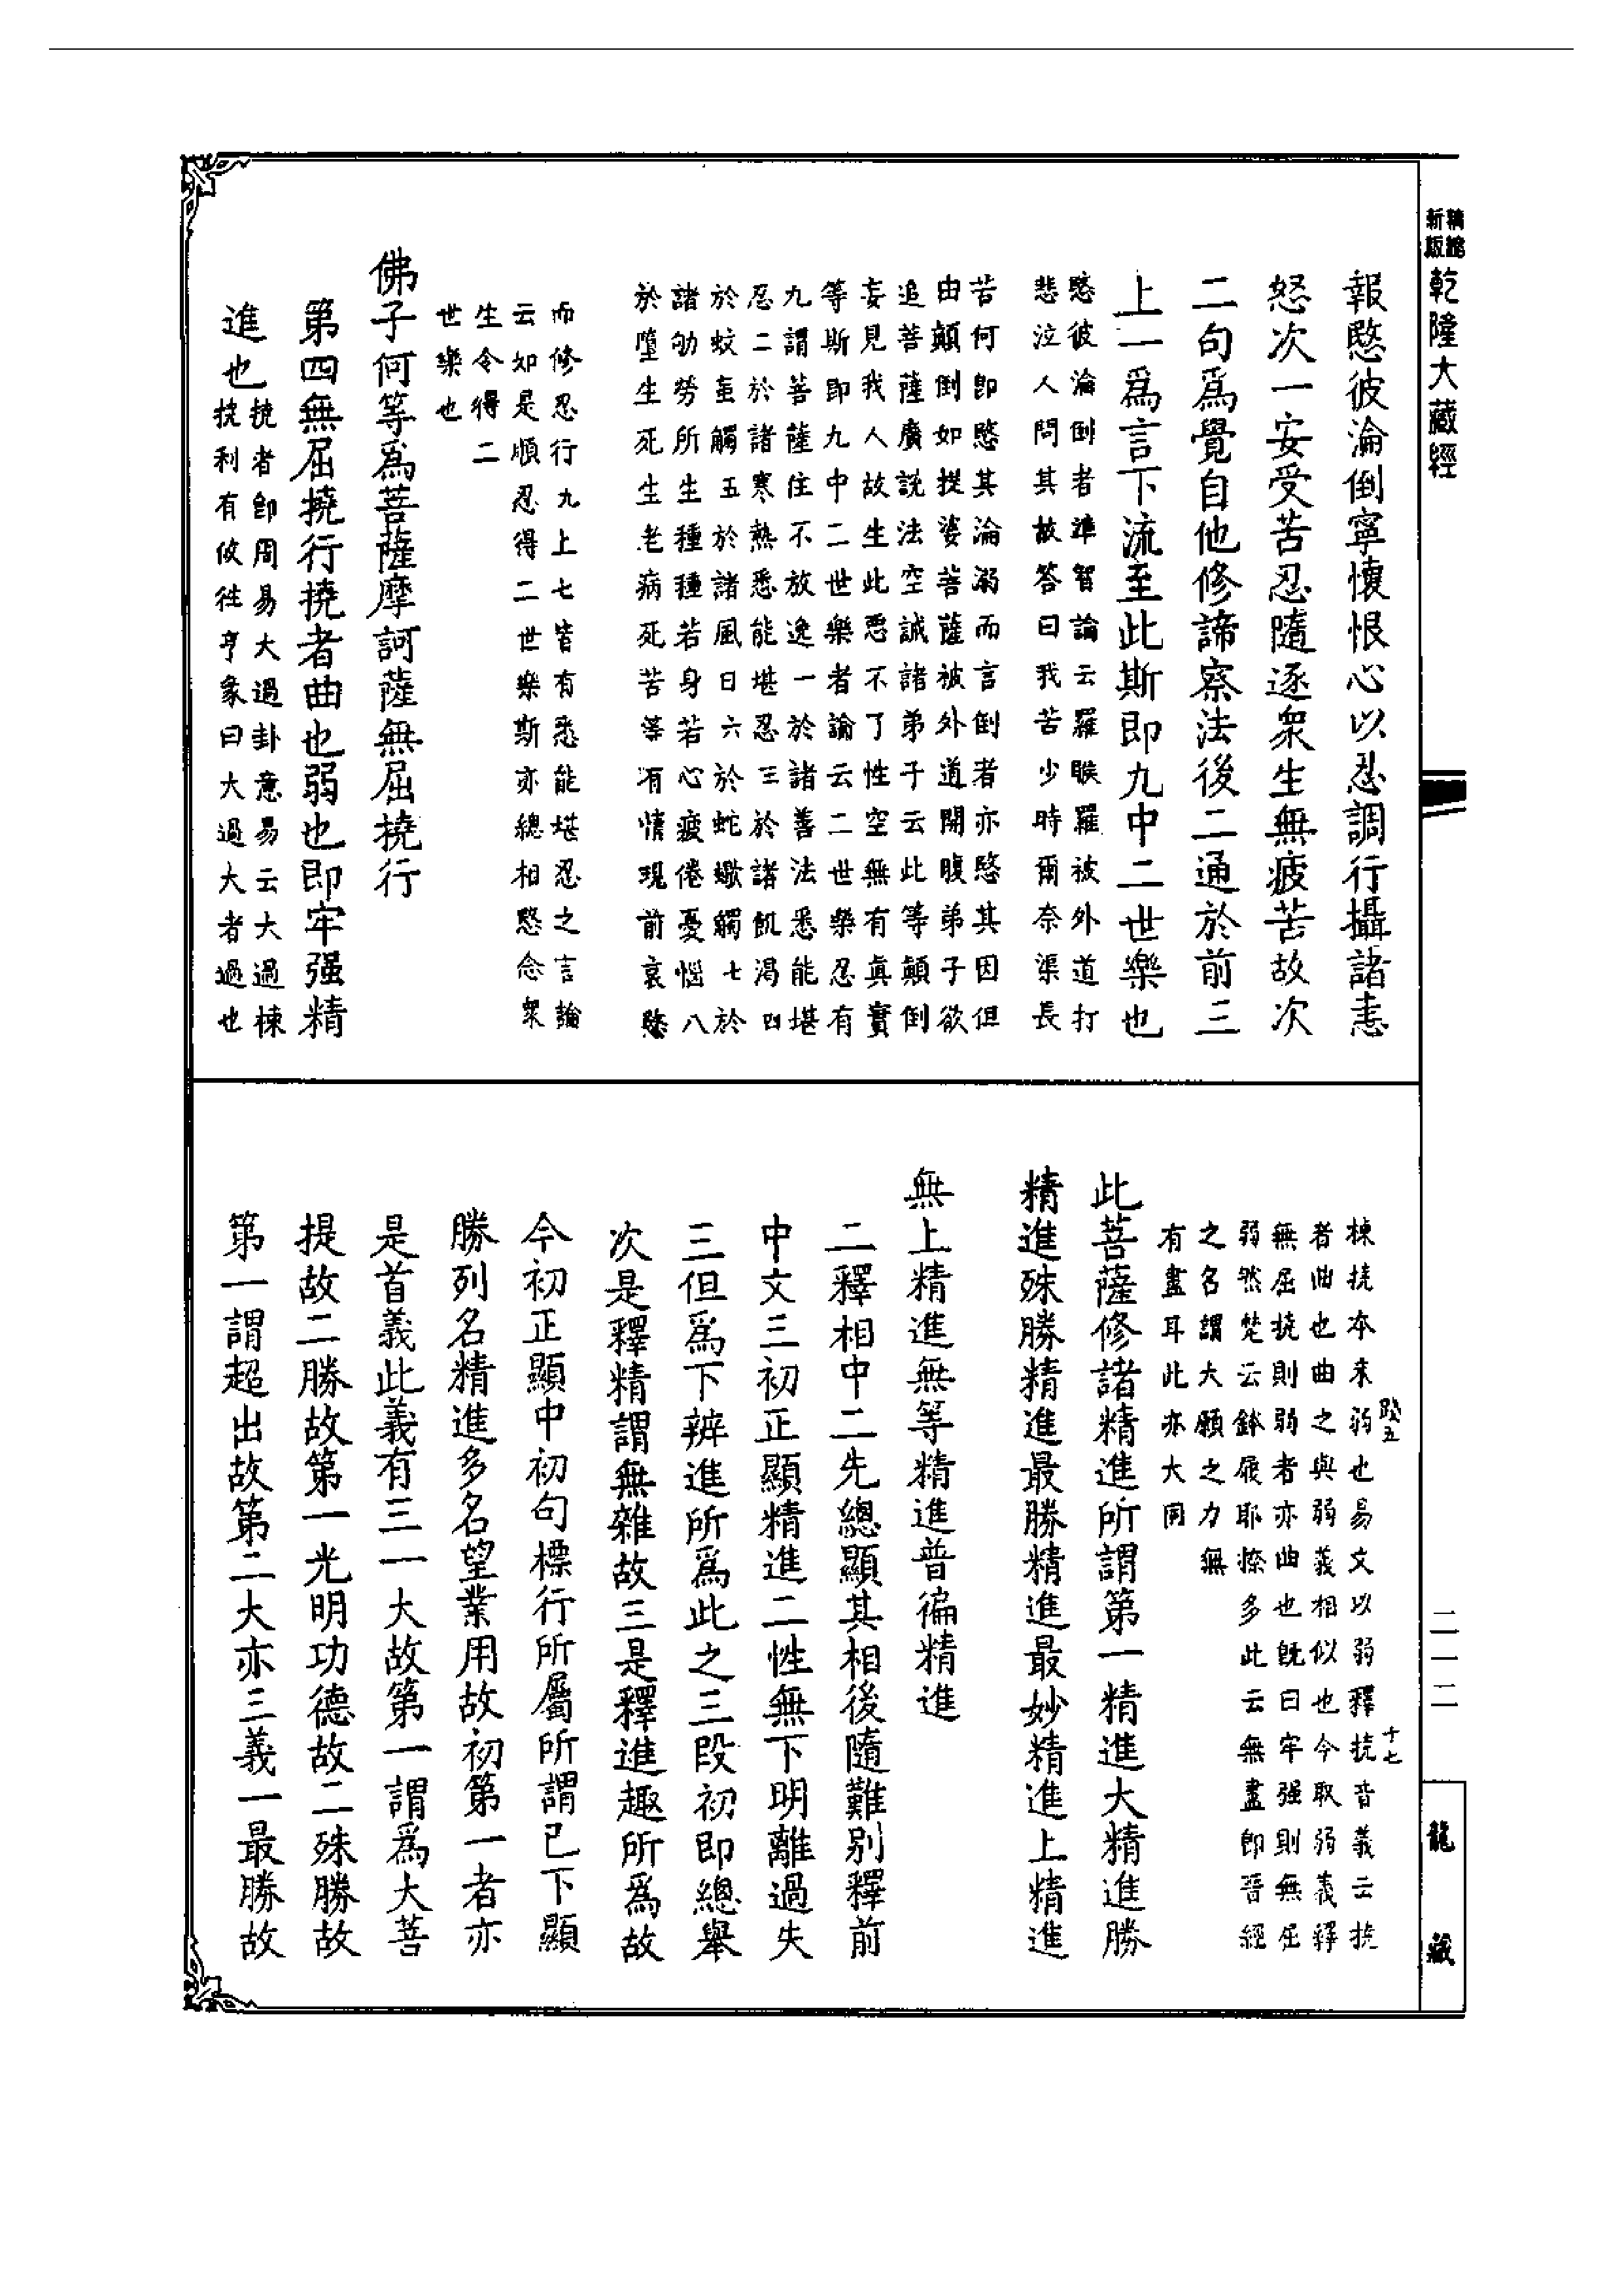 精縮新版
乾隆大藏經
報愍彼淪倒寧懷恨心以忍調行攝諸恚
怒次一安受苦忍隨逐衆生無疲苦故次
二句爲覺自他修諦察法後二通於前三
上一爲言下流至此斯即九中二世樂也
愍彼淪倒者準智論云羅睺羅被外道打
悲泣人問其故答曰我苦少時爾奈渠長
苦何即愍其淪溺而言倒者亦愍其因但
由顛倒如提婆菩薩被外道開腹弟子欲
追菩薩廣說法空誡諸弟子云此等顛倒
妄見我人故生此惡不了性空無有真實
等斯即九中二世樂者論云二世樂忍有
九謂菩薩住不放逸一於諸善法悉能堪
忍二於諸寒熱悉能堪忍三於諸飢渴四
於蚊䖟觸五於諸風日六於蛇蠍觸七於
諸劬勞所生種種若身若心疲倦憂惱八
於墮生死生老病死苦等有情現前哀愍
而修忍行九上七皆有悉能堪忍之言論
云如是順忍得二世樂斯亦總相愍念衆
生令得二
世樂也
佛子何等爲菩薩摩訶薩無屈撓行
第四無屈撓行撓者曲也弱也即牢强精
進也
撓者即周易大過卦意易云大過棟
撓利有攸往亨彖曰大過大者過也
棟撓本末弱也易文以弱釋撓音義云撓
者曲也曲之與弱義相似也今取弱義釋
無屈撓則弱者亦曲也既曰牢强則無屈
弱然梵云鉢履耶捺多此云無盡即晉經
之名謂大願之力無
有盡耳此亦大同
此菩薩修諸精進所謂第一精進大精進勝
精進殊勝精進最勝精進最妙精進上精進
無上精進無等精進普徧精進
二釋相中二先總顯其相後隨難別釋前
中文三初正顯精進二性無下明離過失
三但爲下辨進所爲此之三段初即總舉
次是釋精謂無雜故三是釋進趣所爲故
今初正顯中初句標行所屬所謂已下顯
勝列名精進多名望業用故初第一者亦
是首義此義有三一大故第一謂爲大菩
提故二勝故第一光明功德故二殊勝故
第一謂超出故第二大亦三義一最勝故
二一二
龍藏